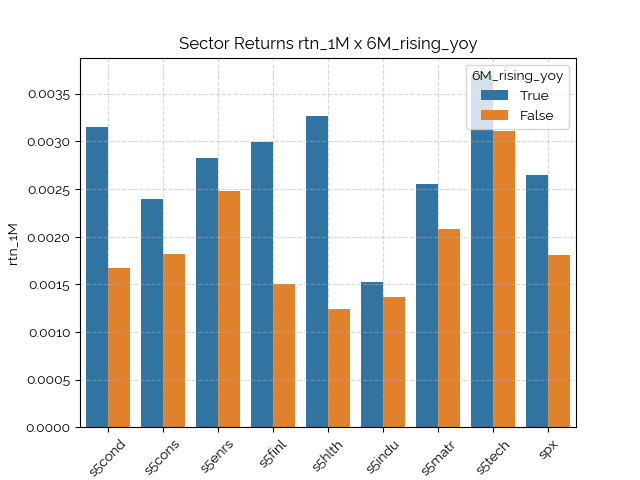 Sector Returns rtn_1M x 6M_rising_yoy
6M_rising_yoy
True
False
rtn_1M
0.0035
0.0030
0.0025
0.0020
0.0015
0.0010
0.0005
0.0000
s5cond
s5cons
s5enrs
s5finl
s5hlth
s5indu
s5matr
s5tech
spx